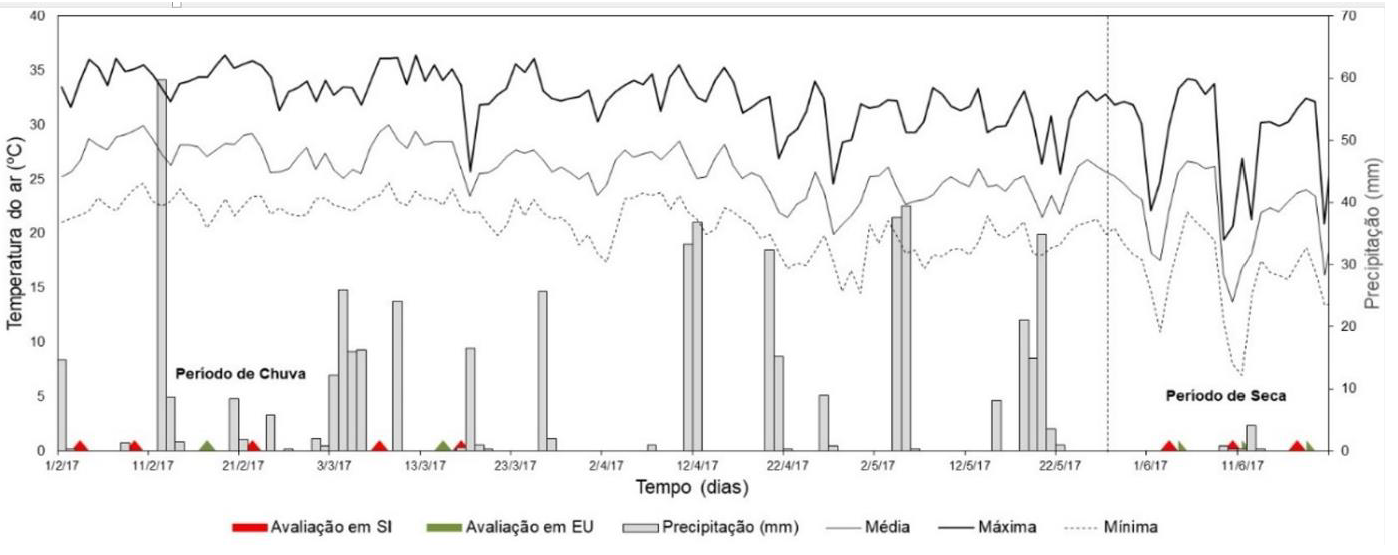 Temperatura do ar (ºC)
40
35
30
25
20
15
10
5
0
70
60
50
40
30
20
10
0
Precipitação (mm)
Período de Chuva
Período de Seca
1/2/17 11/2/17 21/2/17 3/3/17 13/3/17 23/3/17 2/4/17 12/4/17 22/4/17 2/5/17 12/5/17 22/5/17 1/6/17 11/6/17
Tempo (dias)
Avaliação em SI Avaliação em EU Precipitação (mm) Média Máxima Mínima